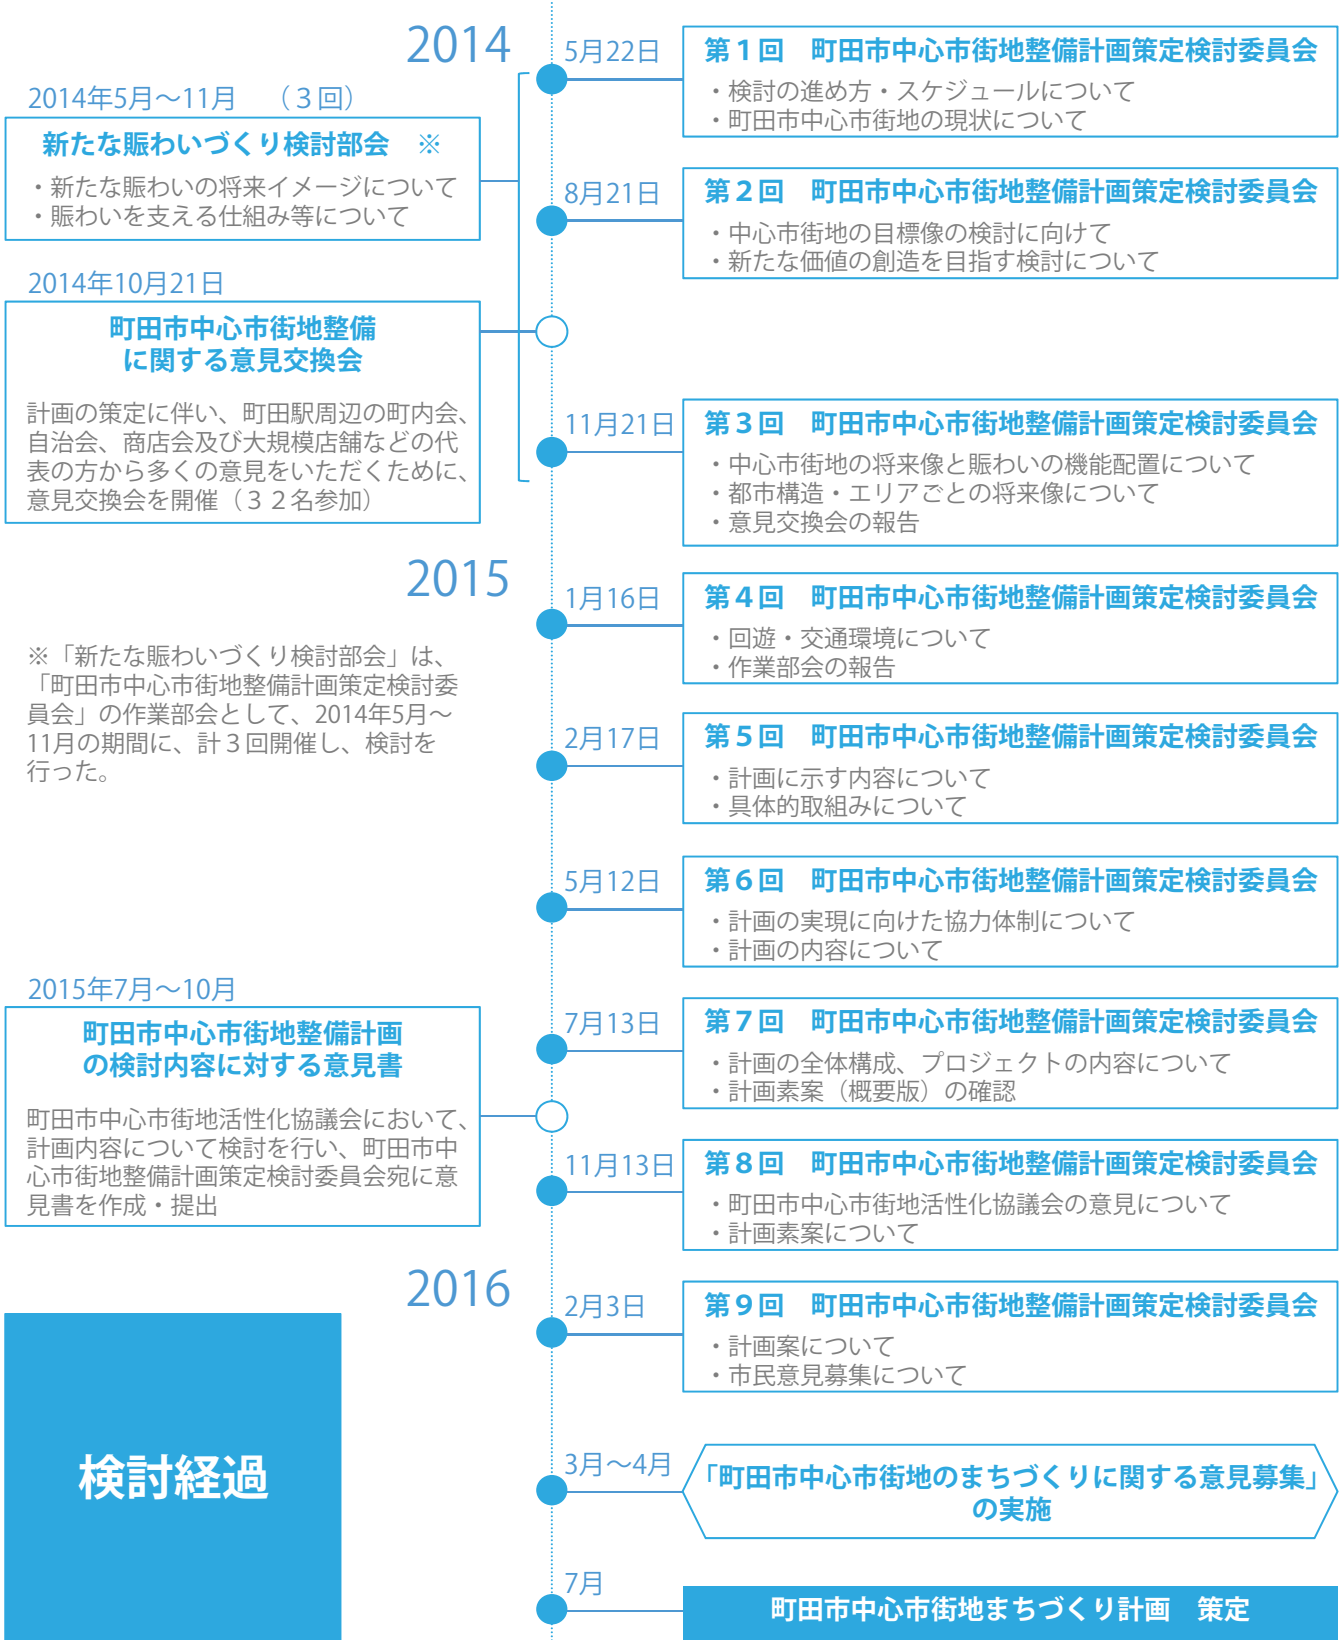 2014
5月22日
第1回　町田市中心市街地整備計画策定検討委員会
・検討の進め方・スケジュールについて
・町田市中心市街地の現状について
2014年5月〜11月　（３回）
新たな賑わいづくり検討部会　※
・新たな賑わいの将来イメージについて
・賑わいを支える仕組み等について
8月21日
第2回　町田市中心市街地整備計画策定検討委員会
・中心市街地の目標像の検討に向けて
・新たな価値の創造を目指す検討について
2014年10月21日
町田市中心市街地整備
に関する意見交換会
計画の策定に伴い、町田駅周辺の町内会、
自治会、商店会及び大規模店舗などの代
表の方から多くの意見をいただくために、
意見交換会を開催（３２名参加）
11月21日
第3回　町田市中心市街地整備計画策定検討委員会
・中心市街地の将来像と賑わいの機能配置について
・都市構造・エリアごとの将来像について
・意見交換会の報告
2015
1月16日
第4回　町田市中心市街地整備計画策定検討委員会
・回遊・交通環境について
・作業部会の報告
※「新たな賑わいづくり検討部会」は、
「町田市中心市街地整備計画策定検討委
員会」の作業部会として、2014年5月〜
11月の期間に、計３回開催し、検討を
行った。
2月17日
第5回　町田市中心市街地整備計画策定検討委員会
・計画に示す内容について
・具体的取組みについて
5月12日
第6回　町田市中心市街地整備計画策定検討委員会
・計画の実現に向けた協力体制について
・計画の内容について
2015年7月〜10月
町田市中心市街地整備計画
の検討内容に対する意見書
町田市中心市街地活性化協議会において、
計画内容について検討を行い、町田市中
心市街地整備計画策定検討委員会宛に意
見書を作成・提出
7月13日
第7回　町田市中心市街地整備計画策定検討委員会
・計画の全体構成、プロジェクトの内容について
・計画素案（概要版）の確認
11月13日
第8回　町田市中心市街地整備計画策定検討委員会
・町田市中心市街地活性化協議会の意見について
・計画素案について
2016
2月3日
第9回　町田市中心市街地整備計画策定検討委員会
・計画案について
・市民意見募集について
検討経過
3月〜4月
「町田市中心市街地のまちづくりに関する意見募集」
の実施
7月
町田市中心市街地まちづくり計画　策定